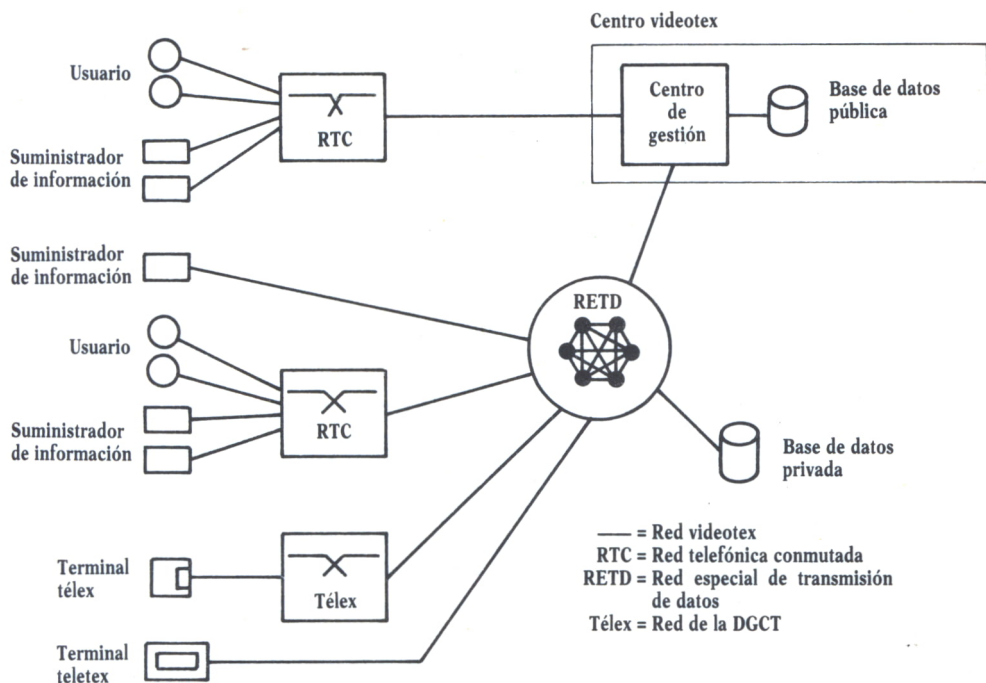 Centro videotex
Usuario
RTC
Centro
de
gestión
Base de datos
pública
Suministrador
de información
Suministrador
de información
RETD
Usuario
RTC
Suministrador
de información
Base de datos
privada
Terminal
télex
Télex
Terminal
teletex
— = Red videotex
RTC = Red telefónica conmutada
RETD = Red especial de transmisión
de datos
Télex = Red de la DGCT